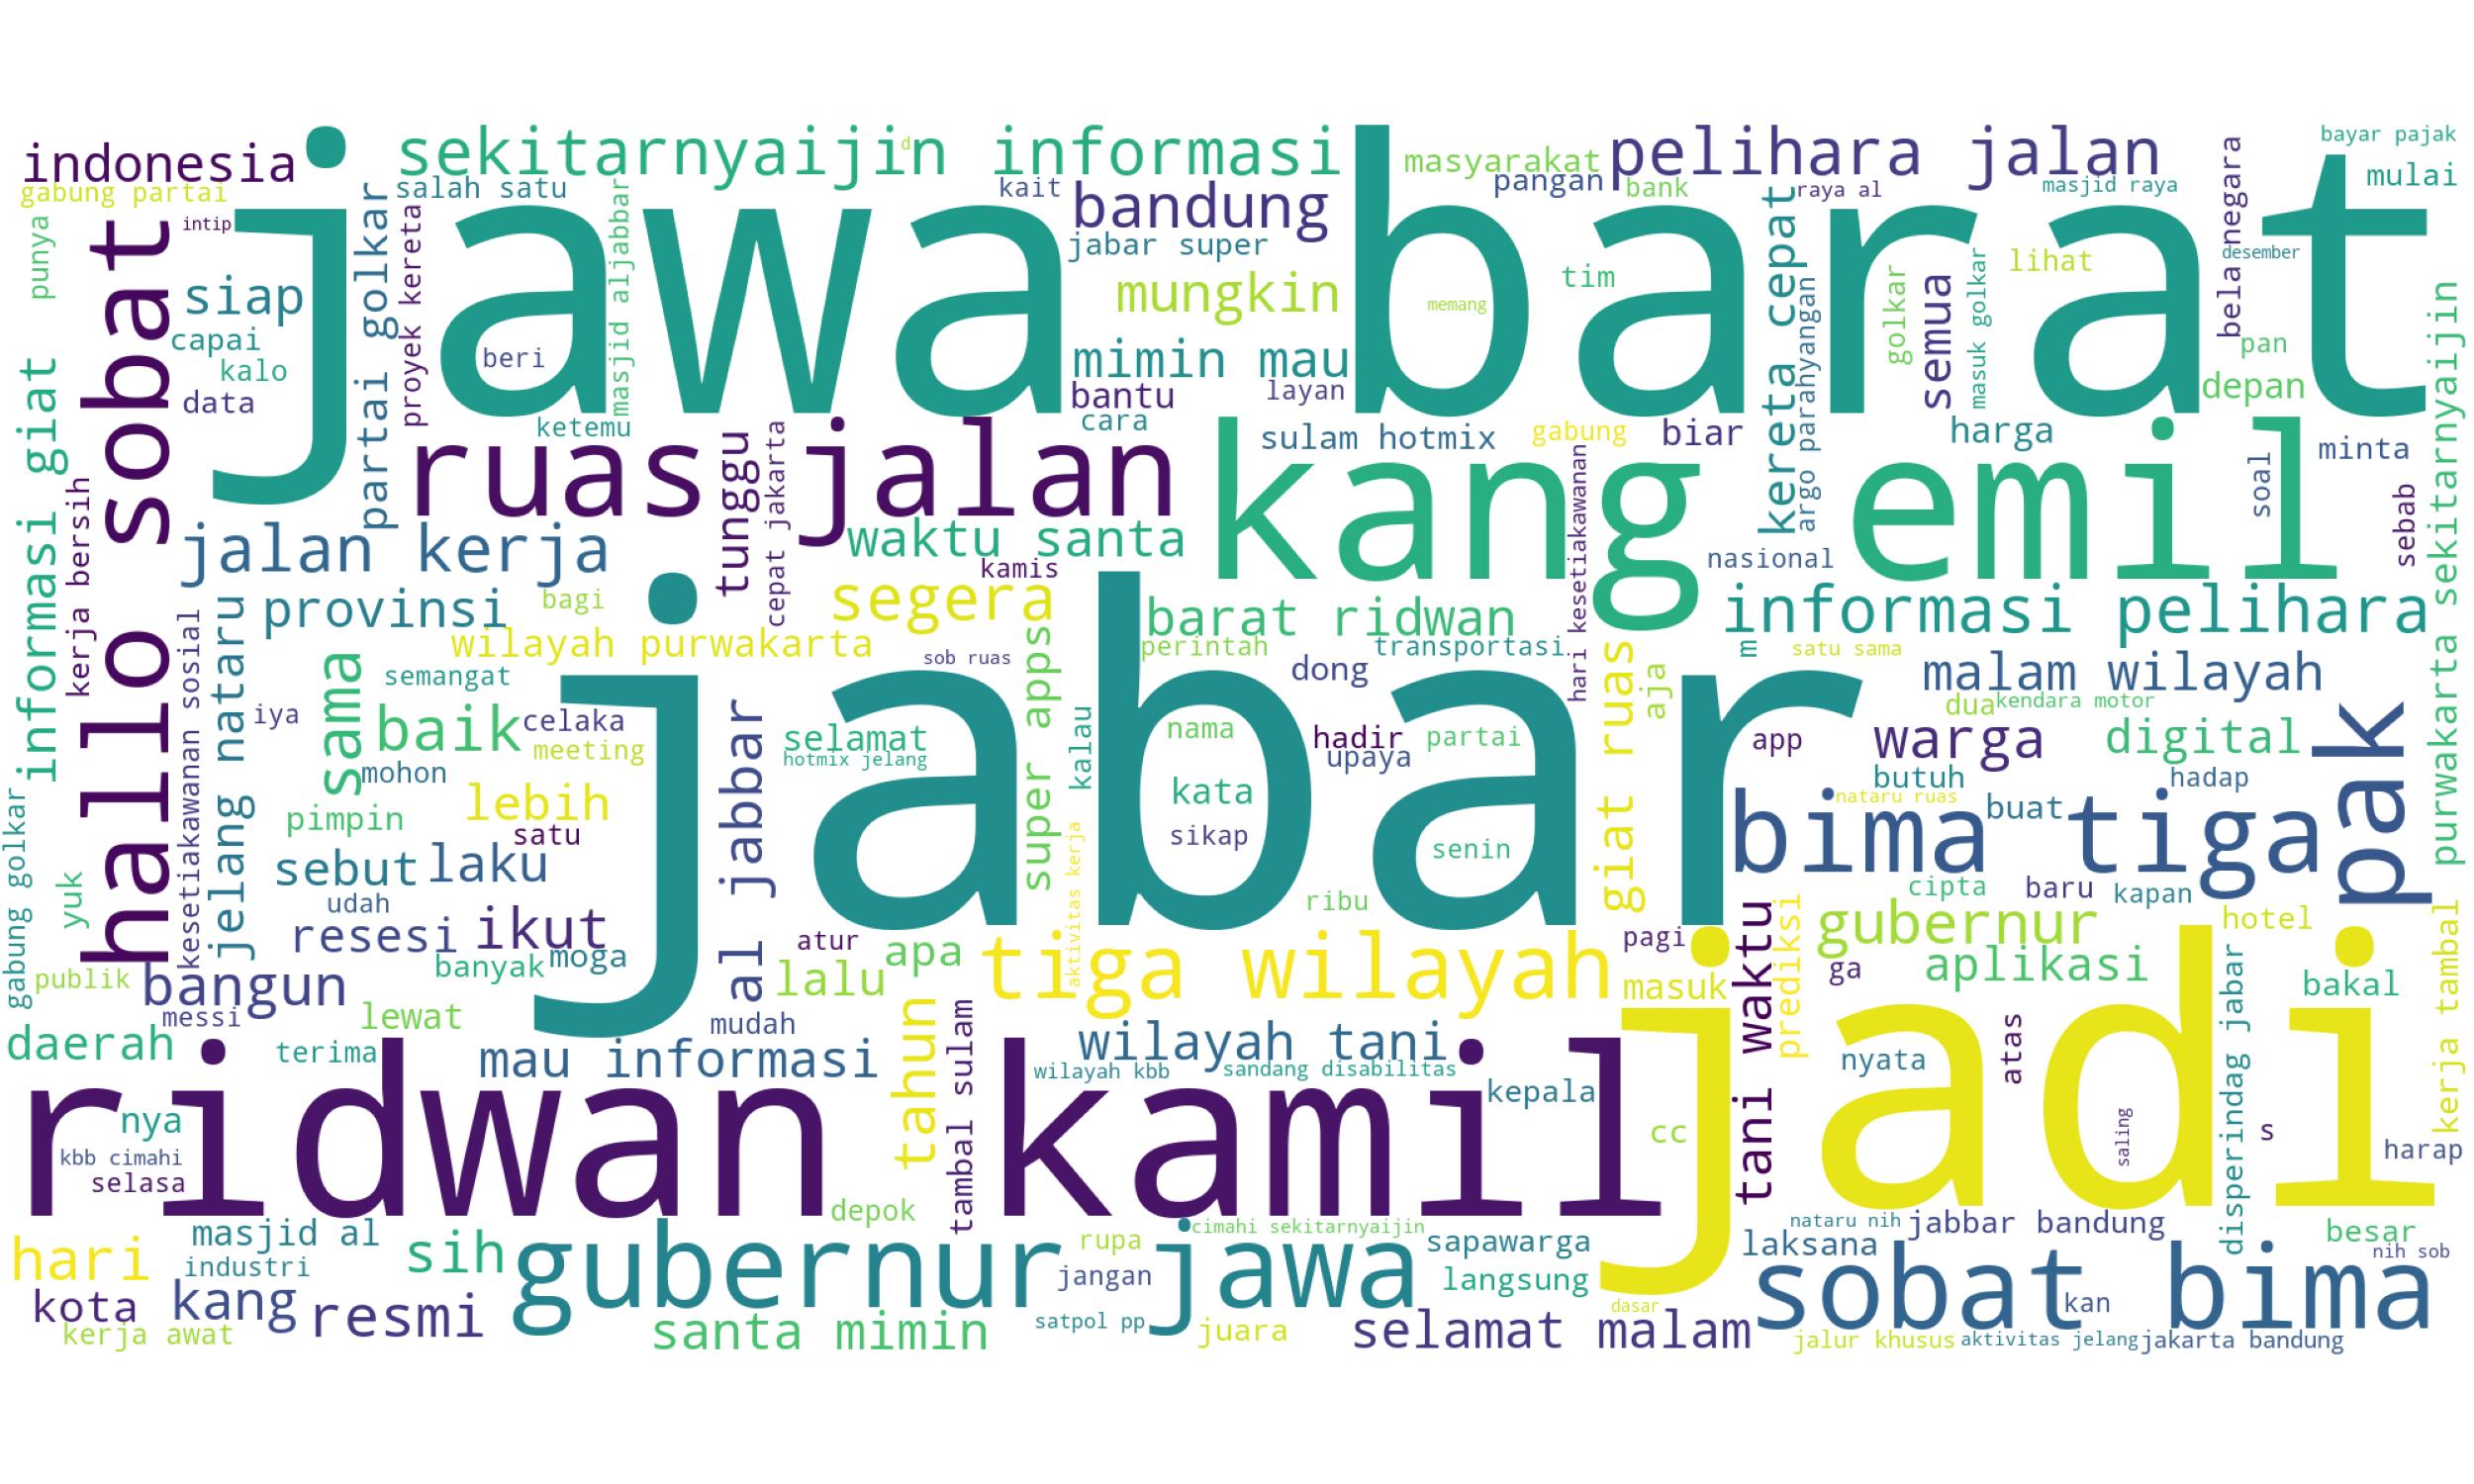 indonesia
sekitarnyaijin informasi
d
masyarakat
pelihara jalan
bayar pajak
gabung partai
salah satu
kait
bandung
pangan
bank
raya al
masjid raya
mulai
punya
intip
jawa barat
jabar super
siap
partai golkar
proyek kereta
masjid aljabbar
mungkin
tim
memang
kereta cepat
argo parahyangan
golkar
semua
masuk golkar
lihat
bela negara
desember
capai
kalo
data
beri
mimin mau
bantu
layan
cara
pan
depan
hallo sobat
informasi giat
kerja bersih
ketemu
ruas jalan
tunggu
cepat jakarta
sulam hotmix
gabung
biar
harga
minta
soal
sebab
purwakarta sekitarnyaijin
kang emil
jalan kerja
waktu santa
kamis
hari kesetiakawanan
nasional
provinsi
bagi
segera
barat ridwan
informasi pelihara
wilayah purwakarta
sob ruas
perintah
transportasi
m
satu sama
kesetiakawanan sosial
jelang nataru
sama
semangat
iya
baik
celaka
meeting
mohon
jabar
al jabbar
selamat
hotmix jelang
super apps
kalau
nama
dong
hadir
partai
upaya
giat ruas
aja
malam wilayah
dua
kendara motor
app
warga
digital
pak
butuh
hadap
kata
sikap
senin
nataru ruas
buat
bima tiga
pimpin
lebih
satu
sebut
laku
gabung golkar
yuk
udah
resesi
ikut
banyak
moga
aktivitas kerja
ribu
cipta
baru
kapan
prediksi
tani waktu
gubernur
hotel
publik
bangun
messi
lewat
atur
lalu
apa
tiga wilayah
pagi
masuk
ga
aplikasi
disperindag jabar
bakal
kerja tambal
daerah
terima
mudah
mau informasi
tahun
tambal sulam
wilayah tani
wilayah kbb
sandang disabilitas
kepala
nyata
atas
jadi
ridwan kamil
nya
kbb cimahi
selasa
cc
saling
s
harap
depok
masjid al
hari
industri
sih
gubernur jawa
cimahi sekitarnyaijin
rupa
jangan
sapawarga
langsung
laksana
nataru nih
jabbar bandung
besar
nih sob
kota
kang
resmi
kerja awat
santa mimin
satpol pp
juara
selamat malam
dasar
sobat bima
kan
jalur khusus
aktivitas jelang
jakarta bandung